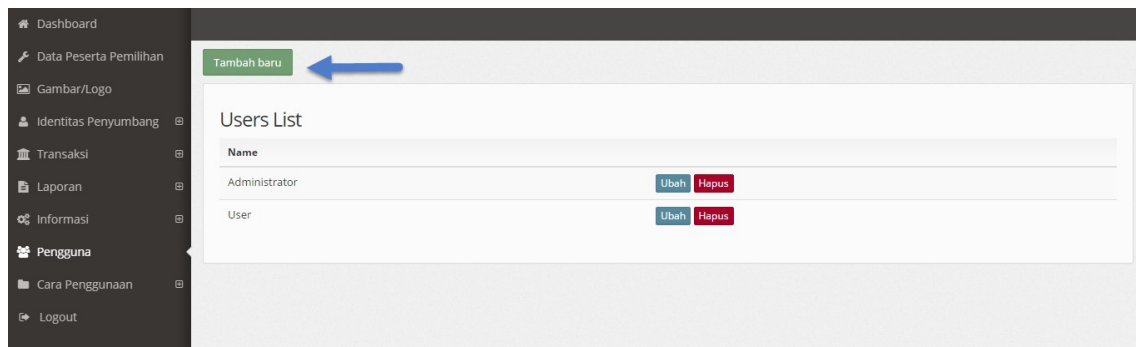 Dashboard
Data Peserta Pemilihan
Gambar/Logo
Identitas Penyumbang
Transaksi
Laporan
Informasi
Pengguna
Cara Penggunaan
Logout
Tambah baru
Users List
Name
Administrator Ubah Hapus
User Ubah Hapus